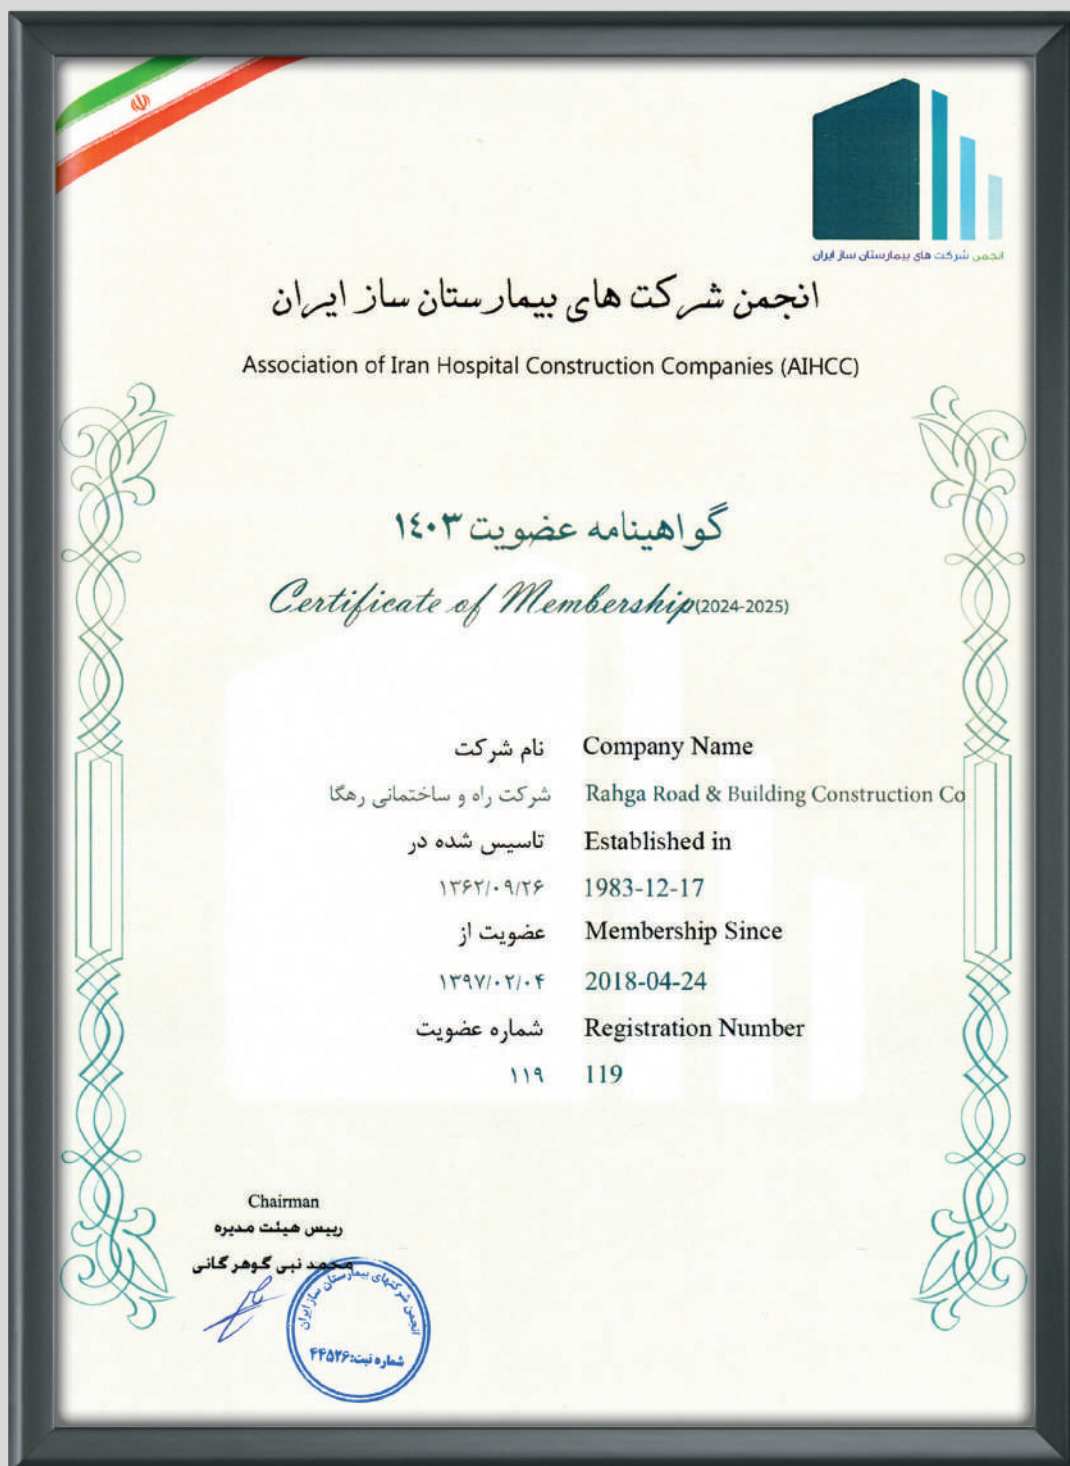 انجمن شرکت های بیمارستان ساز ایران
انجمن شرکت های بیمارستان ساز ایران
Association of Iran Hospital Construction Companies (AIHCC)
گواهینامه عضویت ۱٤۰۳
Certificate of Membership(2024-2025)
نام شرکت Company Name
شرکت راه و ساختمانی رهگا Rahga Road & Building Construction Co
تاسیس شده در Established in
۱۳۶۲/۰۹/۲۶ 1983-12-17
عضویت از Membership Since
۱۳۹۷/۰۲/۰۴ 2018-04-24
شماره عضویت Registration Number
۱۱۹ 119
Chairman
رییس هیئت مدیره
محمد نبی گوهرگانی
انجمن شرکتهای بیمارستان ساز ایران
شماره ثبت:۴۴۵۲۶